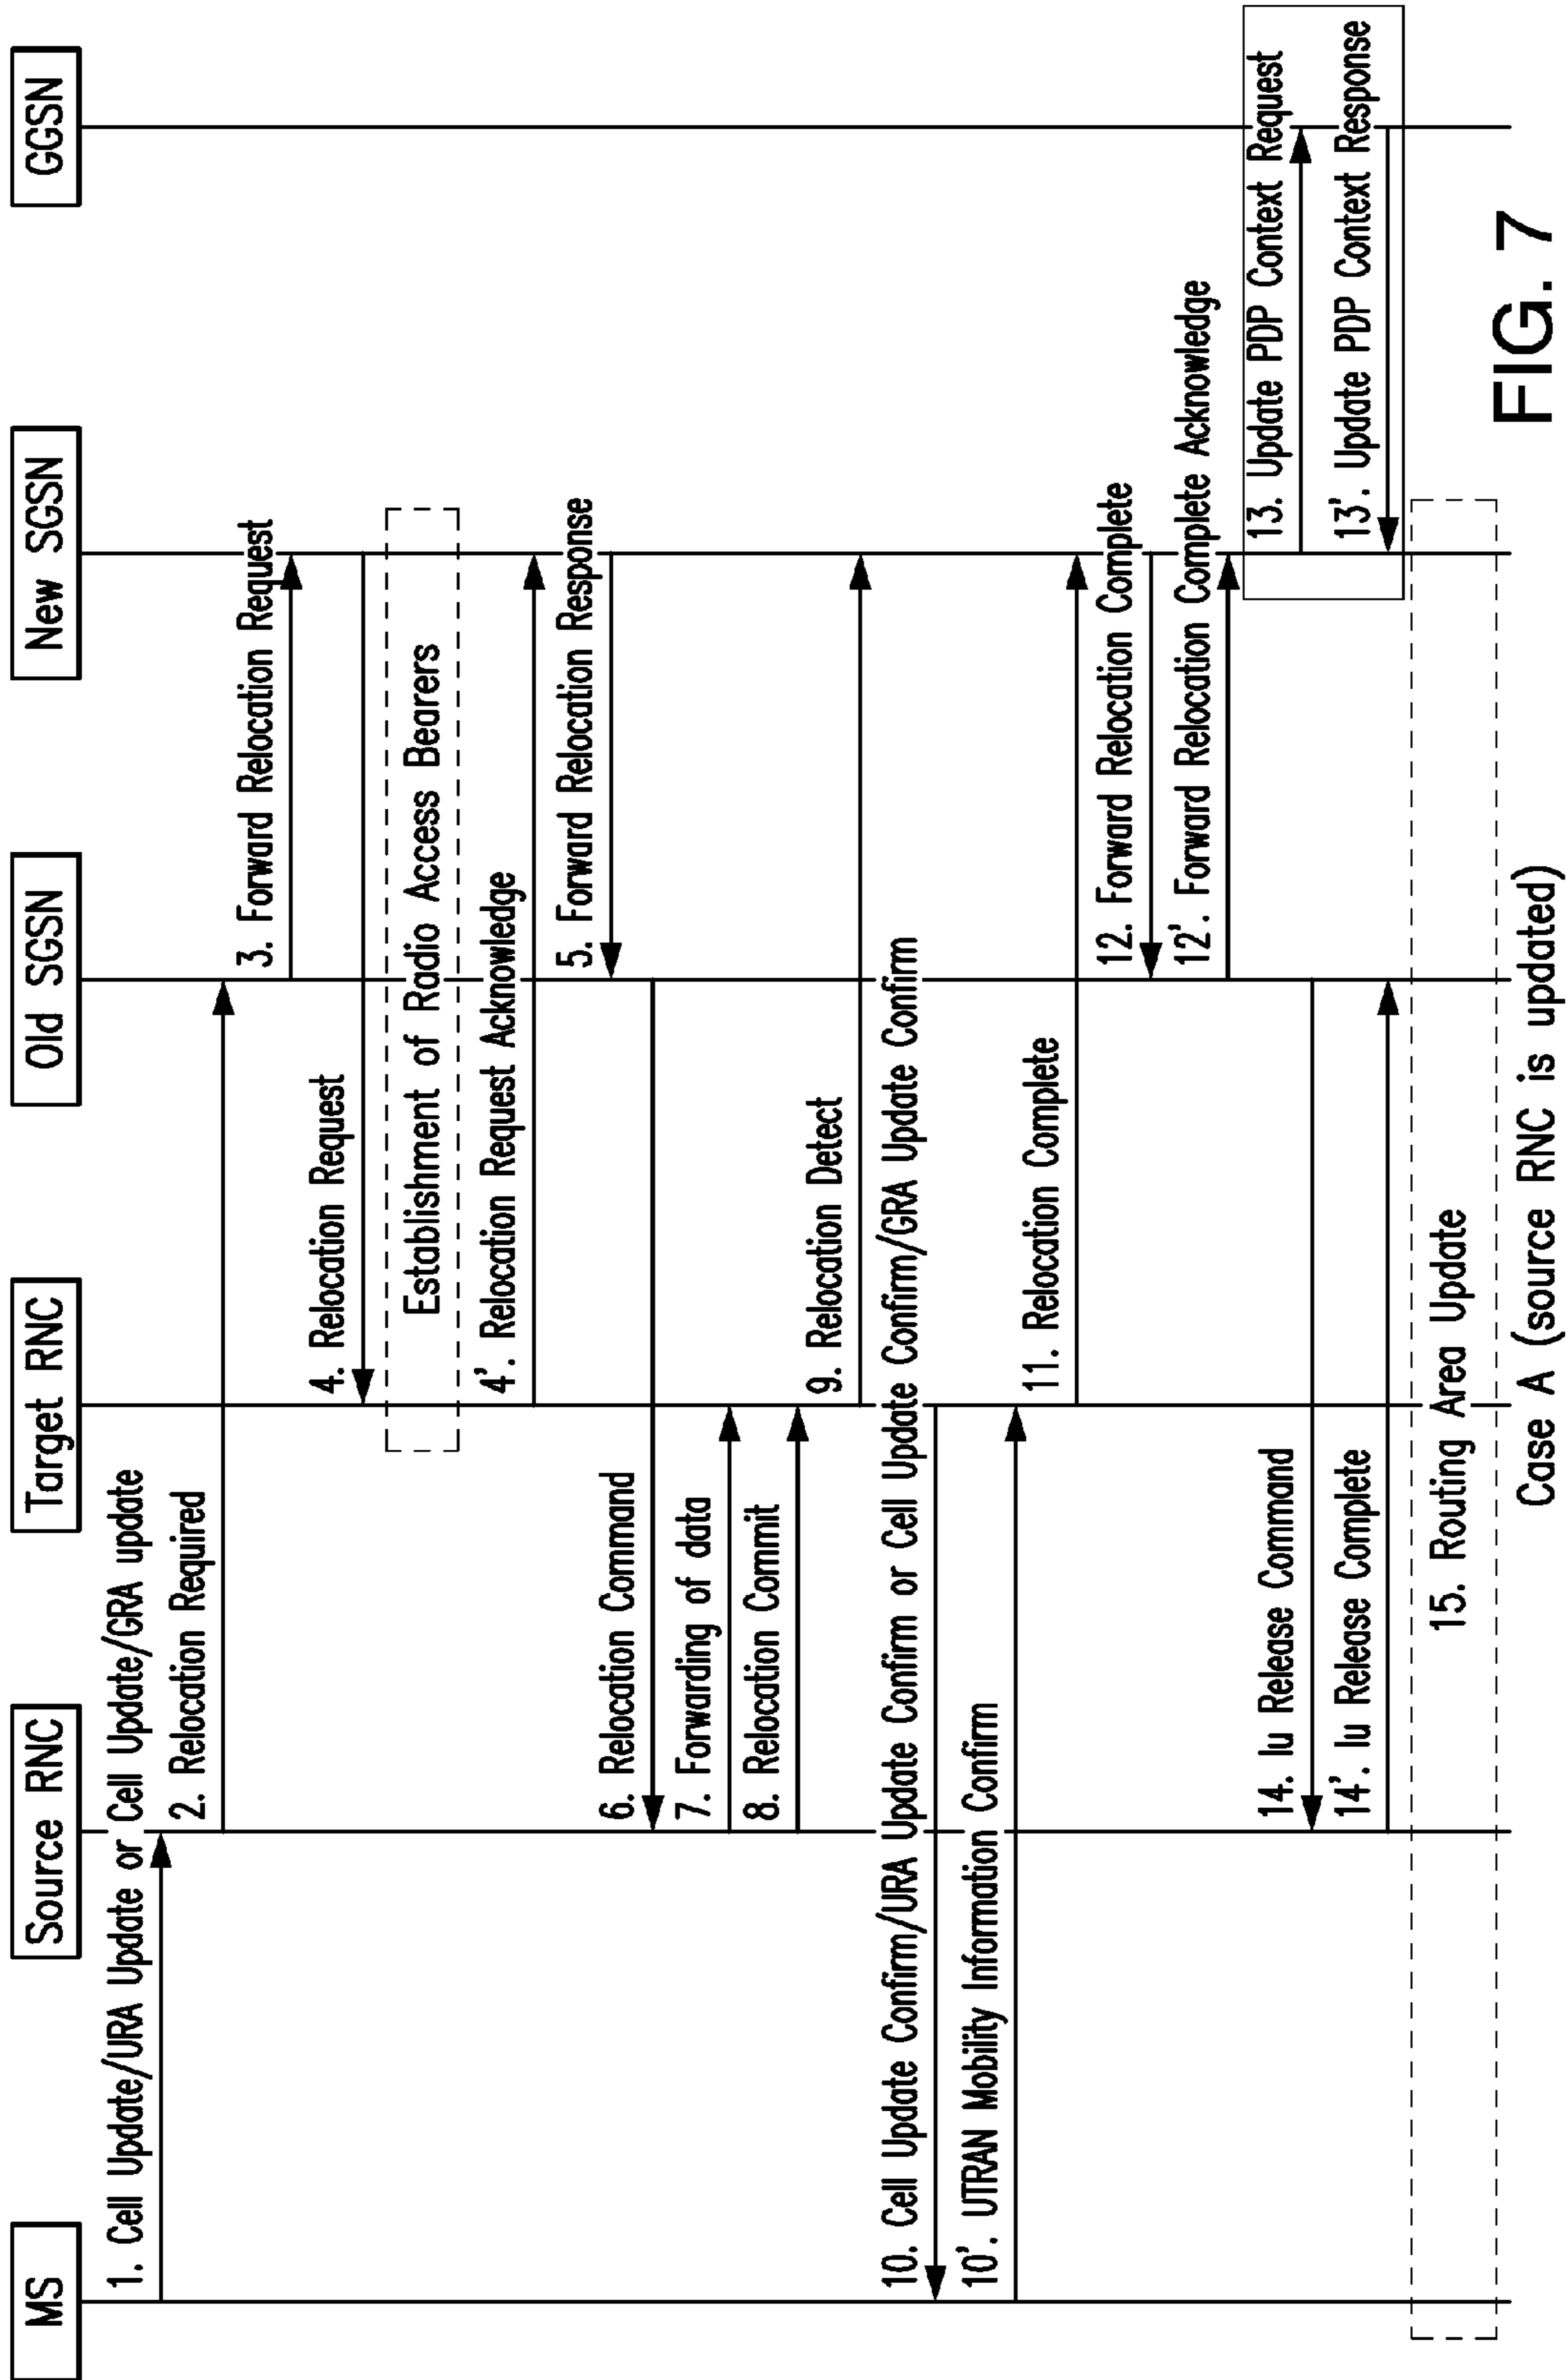 MS
Source RNC
Target RNC
Old SGSN
New SGSN
GGSN
1. Cell Update/URA Update or Cell Update/GRA update
2. Relocation Required
3. Forward Relocation Request
4. Relocation Request
Establishment of Radio Access Bearers
4'. Relocation Request Acknowledge
5. Forward Relocation Response
6. Relocation Command
7. Forwarding of data
8. Relocation Commit
9. Relocation Detect
10. Cell Update Confirm/URA Update Confirm or Cell Update Confirm/GRA Update Confirm
10'. UTRAN Mobility Information Confirm
11. Relocation Complete
12. Forward Relocation Complete
12'. Forward Relocation Complete Acknowledge
13. Update PDP Context Request
14. Iu Release Command
13'. Update PDP Context Response
14'. Iu Release Complete
15. Routing Area Update
Case A (source RNC is updated)
FIG. 7